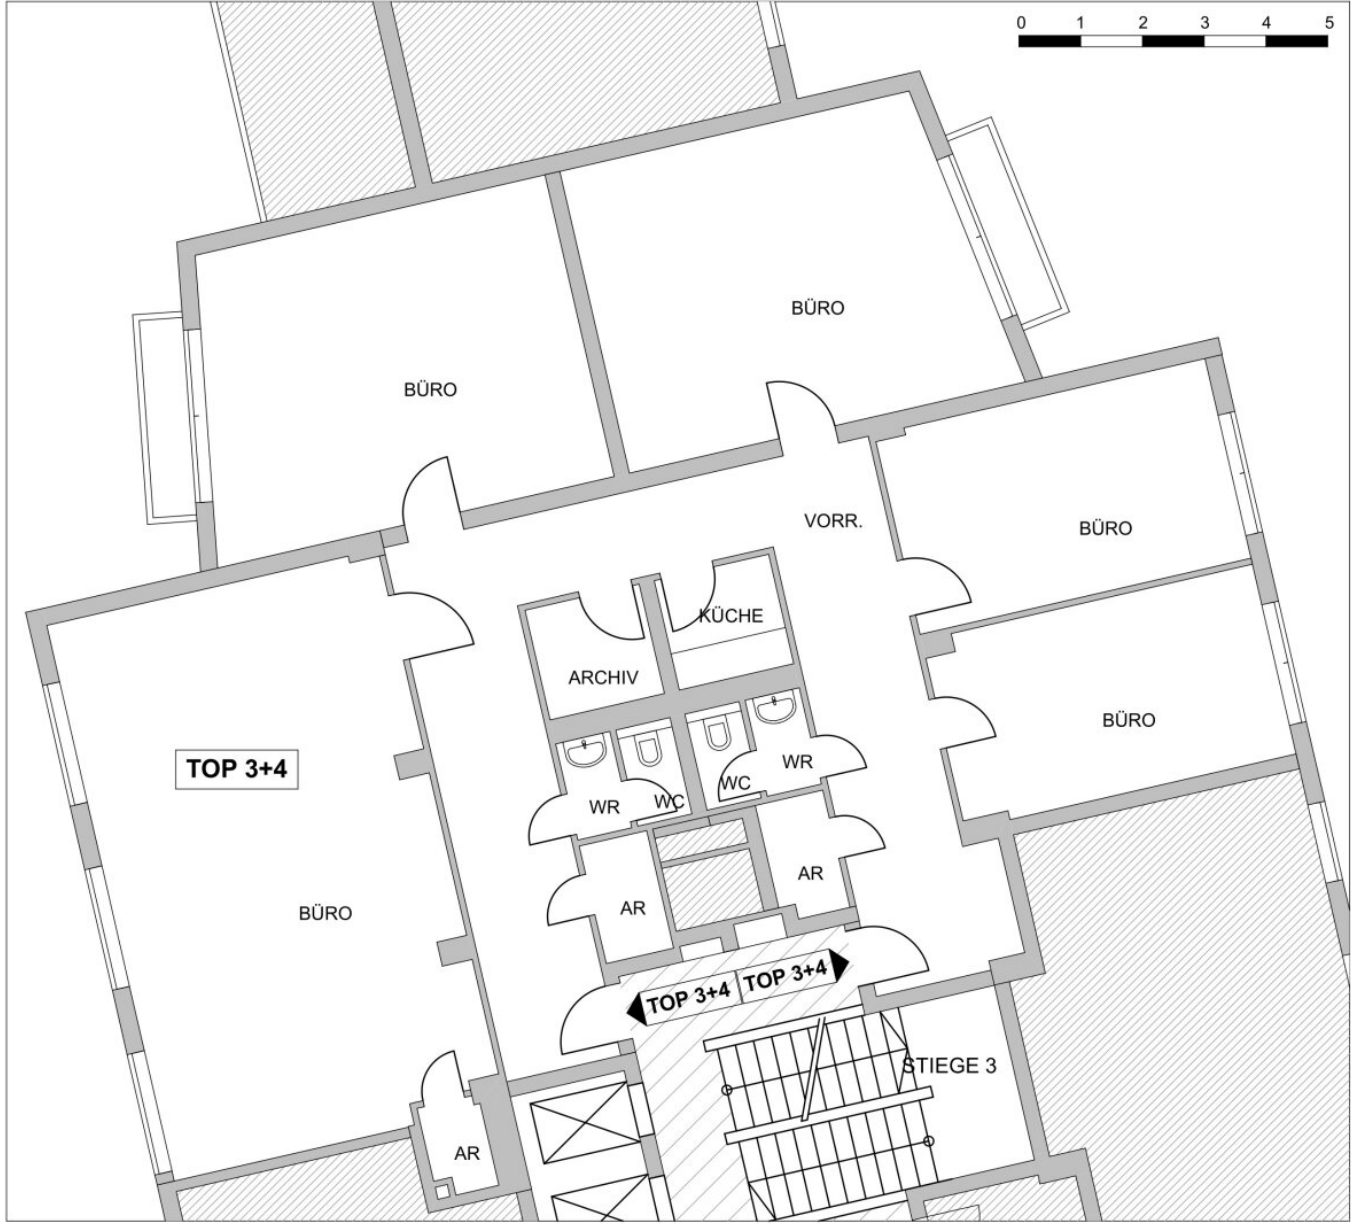 0 1 2 3 4 5
BÜRO
BÜRO
VORR.
BÜRO
KÜCHE
ARCHIV
BÜRO
TOP 3+4
WR
WC
WR
WC
AR
BÜRO
AR
TOP 3+4
TOP 3+4
STIEGE 3
AR